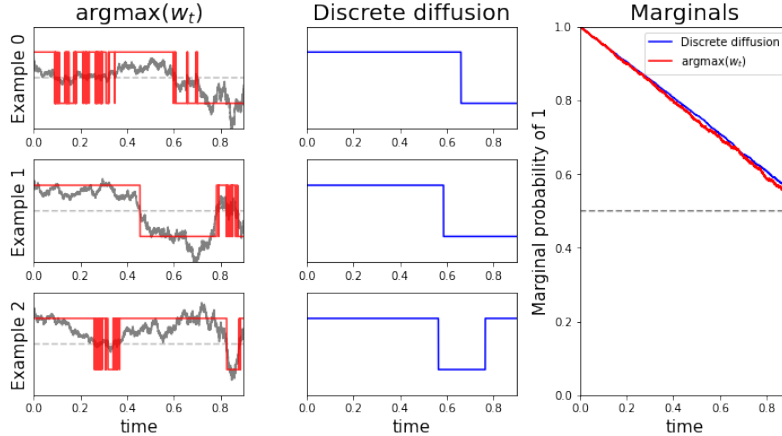 argmax(w_t)
Discrete diffusion
Marginals
Example 0
0.0 0.2 0.4 0.6 0.8
0.0 0.2 0.4 0.6 0.8
Example 1
0.0 0.2 0.4 0.6 0.8
0.0 0.2 0.4 0.6 0.8
Example 2
0.0 0.2 0.4 0.6 0.8
time
0.0 0.2 0.4 0.6 0.8
time
Marginal probability of 1
1.0
0.8
0.6
0.4
0.2
0.0
Discrete diffusion
argmax(w_t)
0.0 0.2 0.4 0.6 0.8
time